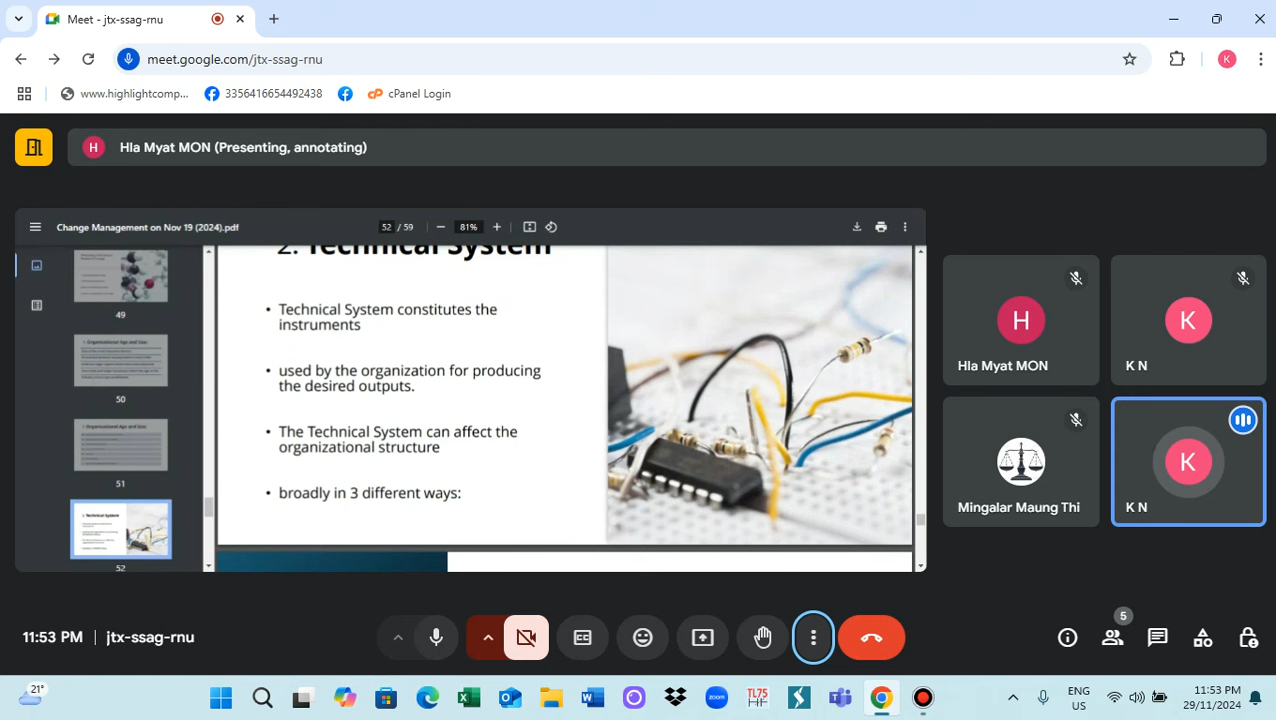 Meet - jtx-ssag-rnu
meet.google.com/jtx-ssag-rnu
K
www.highlightcomp...
3356416654492438
cPanel Login
H
Hla Myat MON (Presenting, annotating)
Change Management on Nov 19 (2024).pdf
52 / 59
81%
2. Technical System
• Technical System constitutes the
instruments
• used by the organization for producing
the desired outputs.
• The Technical System can affect the
organizational structure
• broadly in 3 different ways:
49
50
51
52
H
Hla Myat MON
K
K N
Mingalar Maung Thi
K
K N
11:53 PM
jtx-ssag-rnu
5
21°
zoom
TL75
ENG
US
11:53 PM
29/11/2024